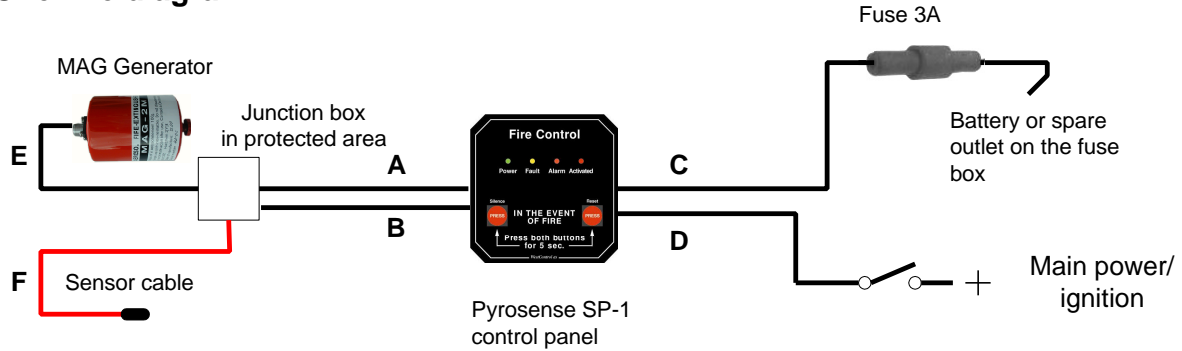 Fuse 3A
MAG Generator
Junction box
in protected area
Battery or spare
outlet on the fuse
box
E
A
B
C
D
F
MAG-2M
Fire Control
Power Fault Alarm Activated
Silence Reset
PRESS PRESS
IN THE EVENT
OF FIRE
Press both buttons
for 5 sec.
Sensor cable
Pyrosense SP-1
control panel
+
Main power/
ignition